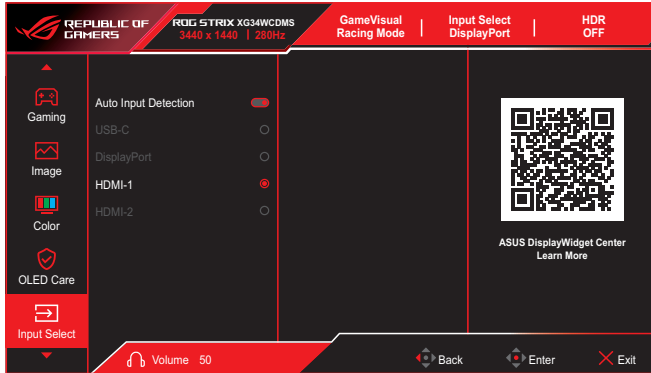 REPUBLIC OF
GAMERS
ROG STRIX XG34WCDMS
3440 x 1440 | 280Hz
GameVisual
Racing Mode
Input Select
DisplayPort
HDR
OFF
Gaming
Image
Color
OLED Care
Input Select
Auto Input Detection
USB-C
DisplayPort
HDMI-1
HDMI-2
ASUS DisplayWidget Center
Learn More
Volume 50
Back
Enter
Exit